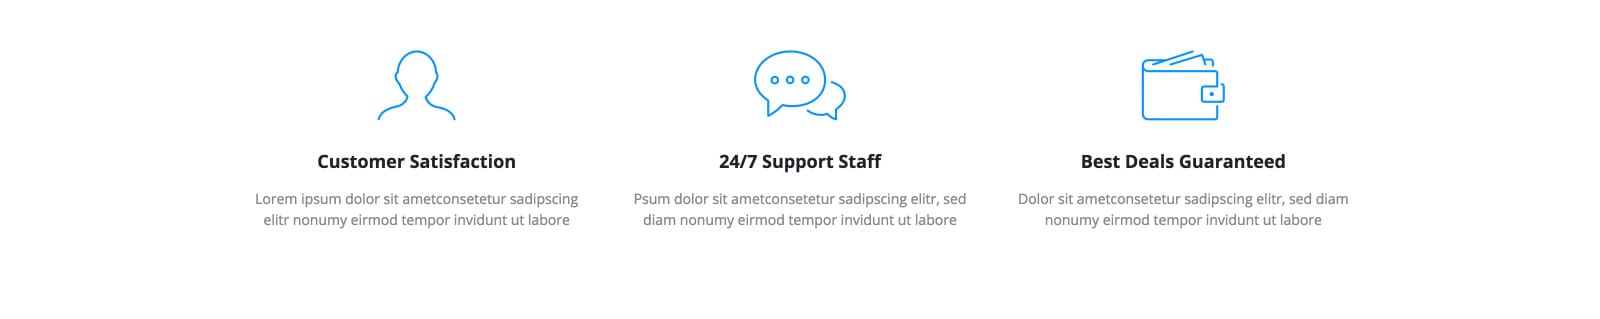 Customer Satisfaction
Lorem ipsum dolor sit ametconsetetur sadipscing
elitr nonumy eirmod tempor invidunt ut labore
24/7 Support Staff
Psum dolor sit ametconsetetur sadipscing elitr, sed
diam nonumy eirmod tempor invidunt ut labore
Best Deals Guaranteed
Dolor sit ametconsetetur sadipscing elitr, sed diam
nonumy eirmod tempor invidunt ut labore